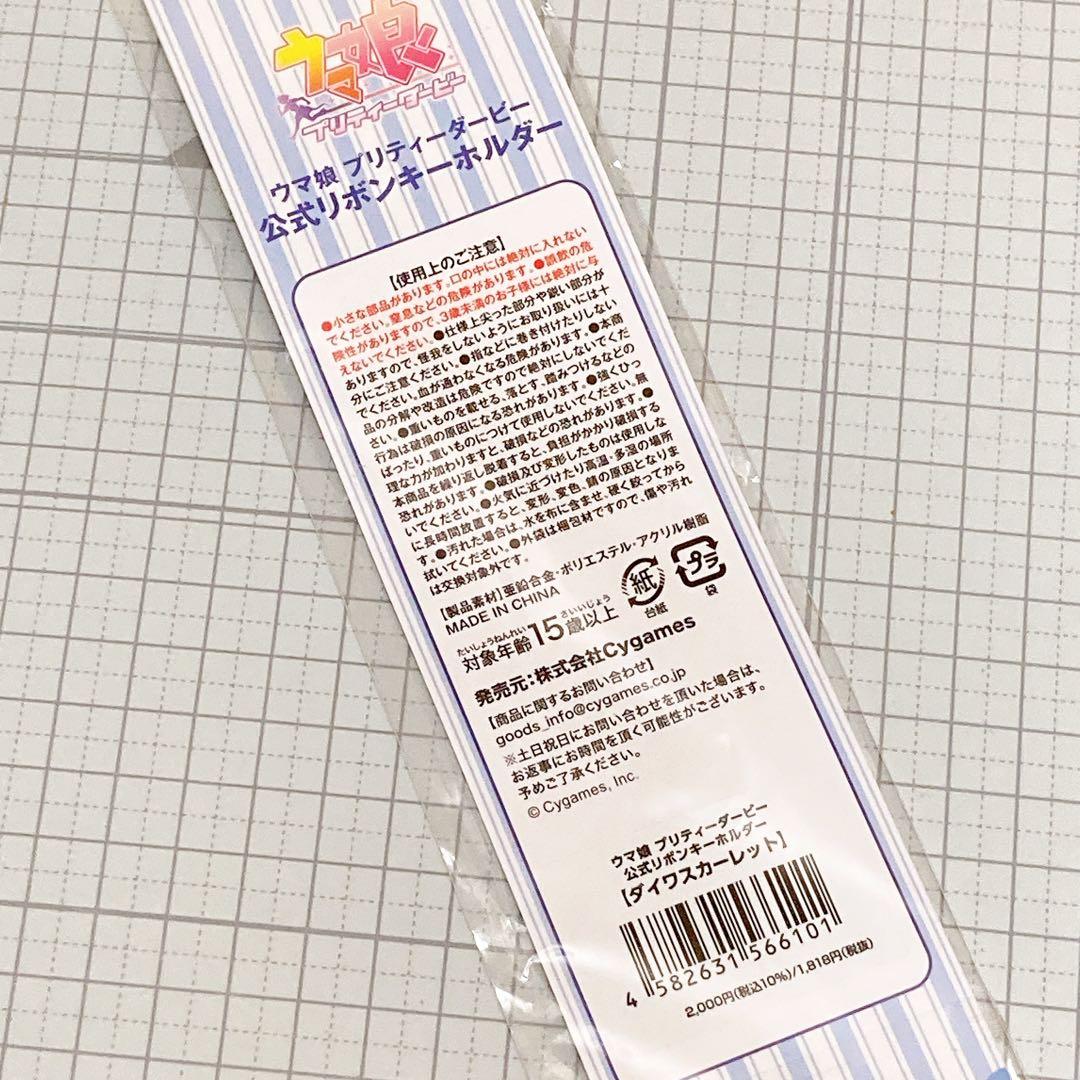 ウマ娘
プリティーダービー
ウマ娘 プリティーダービー
公式リボンキーホルダー
【使用上のご注意】
●小さな部品があります。口の中には絶対に入れない
でください。窒息などの危険があります。●誤飲の危
険性がありますので、3歳未満のお子様には絶対に与
えないでください。●仕様上尖った部分や鋭い部分が
ありますので、怪我をしないようにお取り扱いには十
分にご注意ください。●指などに巻き付けたりしない
でください。血が通わなくなる危険があります。●本商
品の分解や改造は危険ですので絶対にしないでくだ
さい。●重いものを載せる、落とす、踏みつけるなどの
行為は破損の原因になる恐れがあります。●強くひっ
ぱったり、重いものにつけて使用しないでください。無
理な力が加わりますと、破損などの恐れがあります。●
本商品を繰り返し脱着すると、負担がかかり破損する
恐れがあります。●破損及び変形したものは使用しな
いでください。●火気に近づけたり高温・多湿の場所
に長時間放置すると、変形、変色、錆の原因となりま
す。●汚れた場合は、水を布に含ませ、硬く絞ってから
拭いてください。●外袋は梱包材ですので、傷や汚れ
は交換対象外です。
【製品素材】亜鉛合金・ポリエステル・アクリル樹脂
MADE IN CHINA
紙
台紙
プラ
袋
たいしょうねんれい さいいじょう
対象年齢15歳以上
発売元：株式会社Cygames
【商品に関するお問い合わせ】
goods_info@cygames.co.jp
※土日祝日にお問い合わせを頂いた場合は、
お返事にお時間を頂く可能性がございます。
予めご了承ください。
© Cygames, Inc.
ウマ娘 プリティーダービー
公式リボンキーホルダー
【ダイワスカーレット】
4 582631 566101
2,000円(税込10%)/1,818円(税抜)